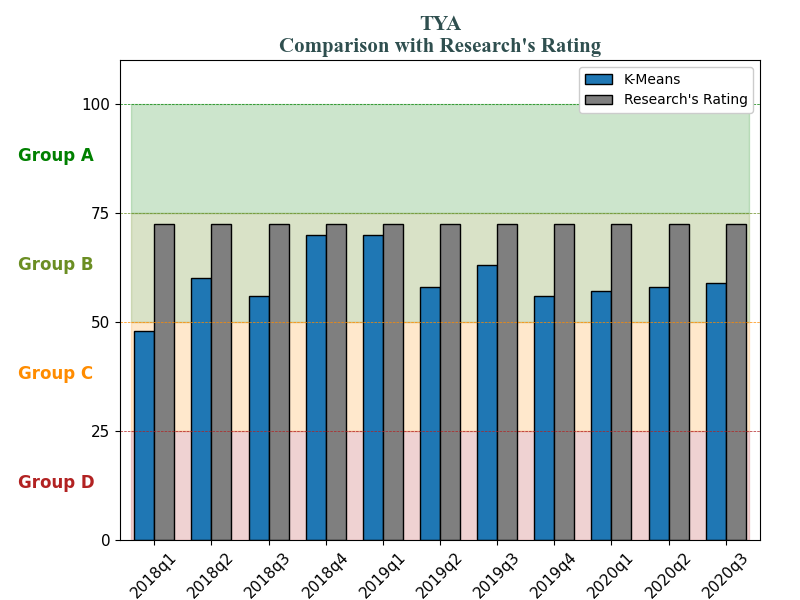 TYA
Comparison with Research's Rating
K-Means
Research's Rating
100
Group A
75
Group B
50
Group C
25
Group D
0
2018q1
2018q2
2018q3
2018q4
2019q1
2019q2
2019q3
2019q4
2020q1
2020q2
2020q3